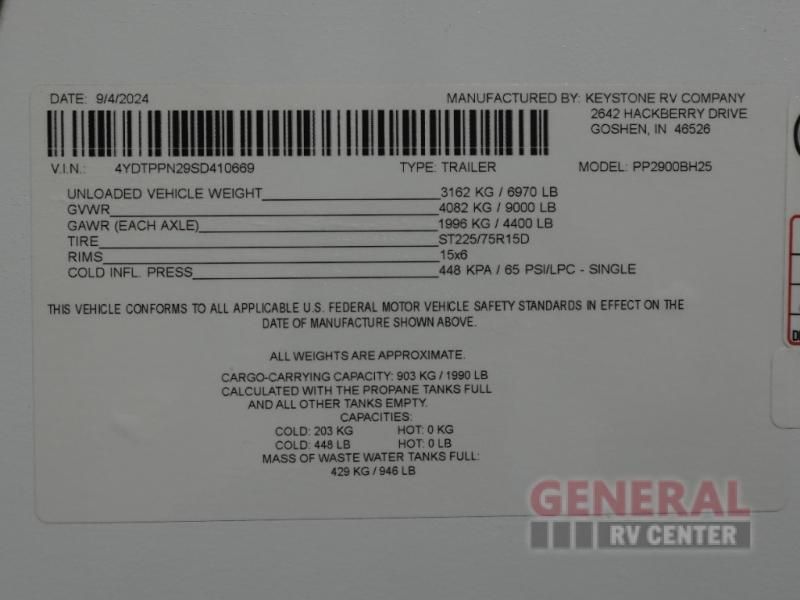 DATE: 9/4/2024
MANUFACTURED BY: KEYSTONE RV COMPANY
2642 HACKBERRY DRIVE
GOSHEN, IN 46526
V.I.N.: 4YDTPPN29SD410669 TYPE: TRAILER MODEL: PP2900BH25
UNLOADED VEHICLE WEIGHT 3162 KG / 6970 LB
GVWR 4082 KG / 9000 LB
GAWR (EACH AXLE) 1996 KG / 4400 LB
TIRE ST225/75R15D
RIMS 15x6
COLD INFL. PRESS 448 KPA / 65 PSI/LPC - SINGLE
THIS VEHICLE CONFORMS TO ALL APPLICABLE U.S. FEDERAL MOTOR VEHICLE SAFETY STANDARDS IN EFFECT ON THE
DATE OF MANUFACTURE SHOWN ABOVE.
ALL WEIGHTS ARE APPROXIMATE.
CARGO-CARRYING CAPACITY: 903 KG / 1990 LB
CALCULATED WITH THE PROPANE TANKS FULL
AND ALL OTHER TANKS EMPTY.
CAPACITIES:
COLD: 203 KG HOT: 0 KG
COLD: 448 LB HOT: 0 LB
MASS OF WASTE WATER TANKS FULL:
429 KG / 946 LB
GENERAL
RV CENTER